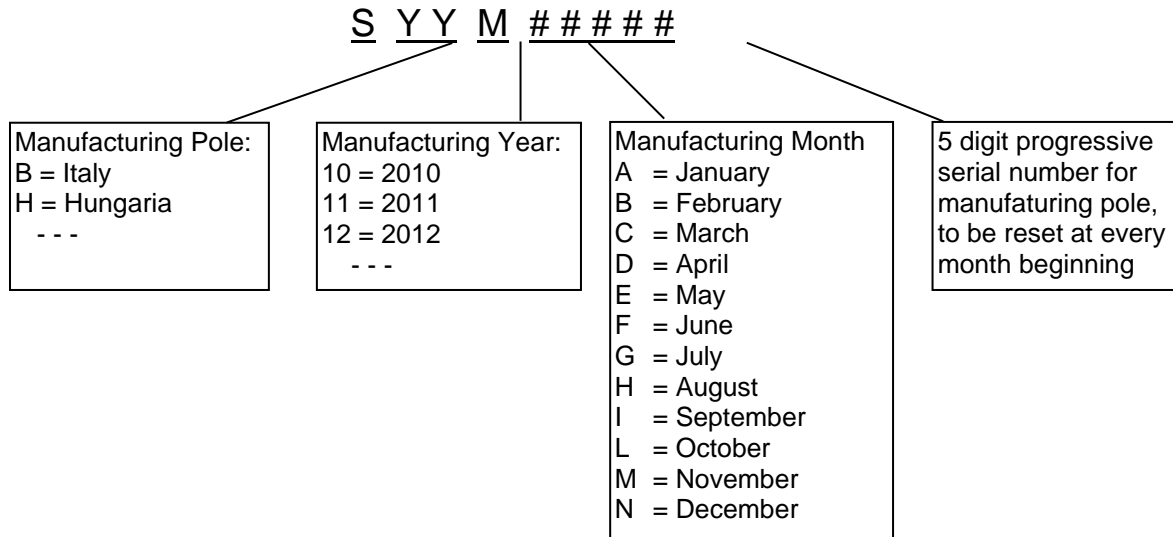 S YY M #####
Manufacturing Pole:
B = Italy
H = Hungaria
- - -
Manufacturing Year:
10 = 2010
11 = 2011
12 = 2012
- - -
Manufacturing Month
A = January
B = February
C = March
D = April
E = May
F = June
G = July
H = August
I = September
L = October
M = November
N = December
5 digit progressive
serial number for
manufaturing pole,
to be reset at every
month beginning